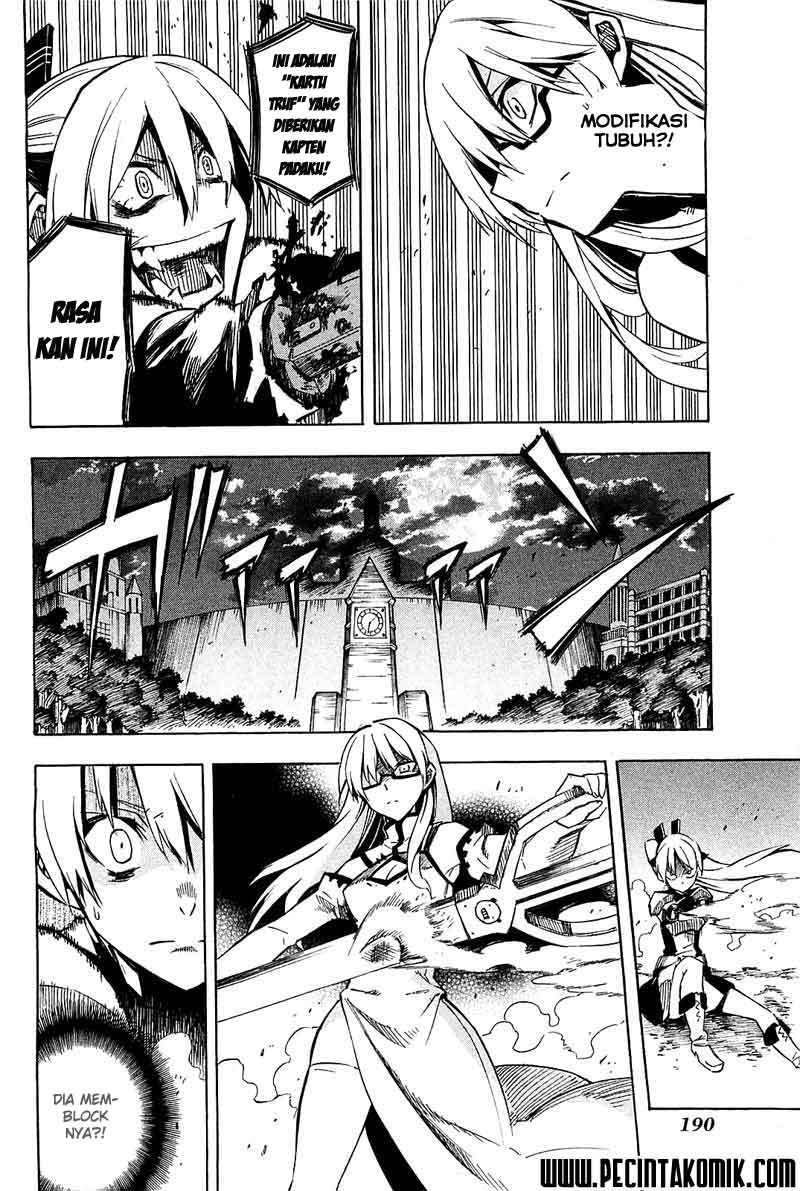 MODIFIKASI
TUBUH?!
INI ADALAH
"KARTU
TRUF" YANG
DIBERIKAN
KAPTEN
PADAKU!
RASA
KAN INI!
DIA MEM-
BLOCK
NYA?!
190
WWW.PECINTAKOMIK.COM